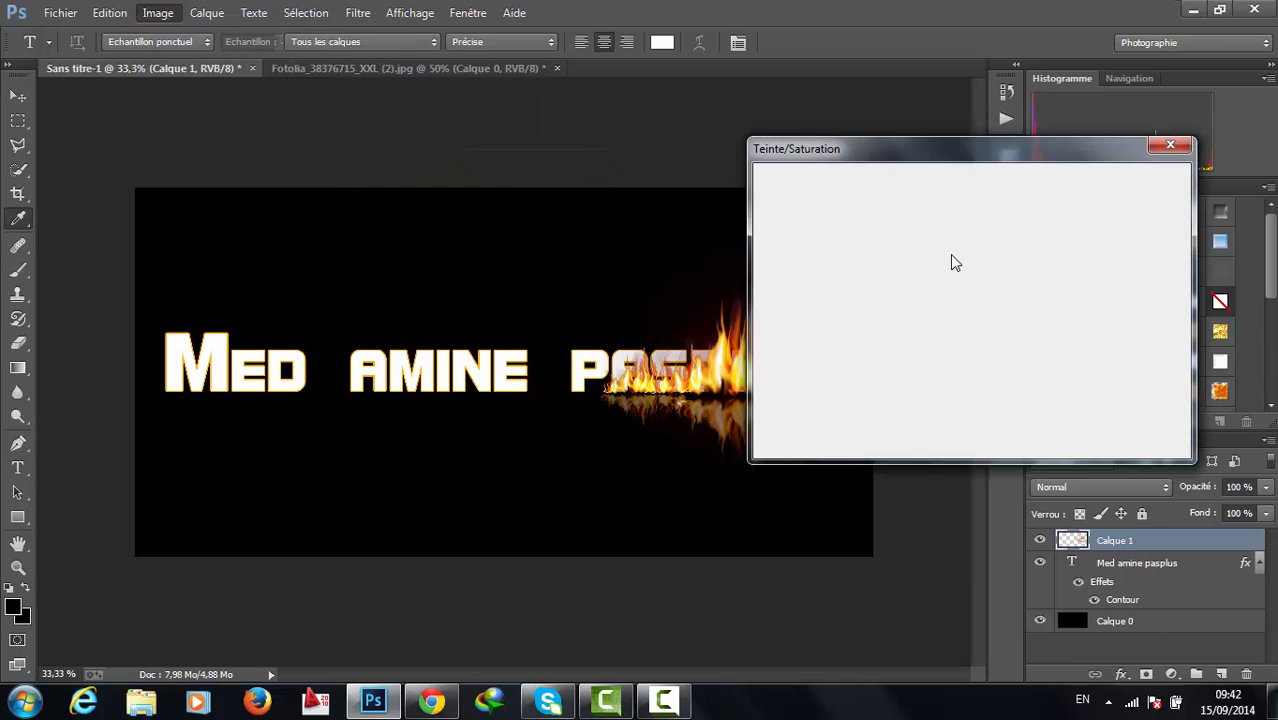 Ps Fichier Edition Image Calque Texte Sélection Filtre Affichage Fenêtre Aide
T T Echantillon ponctuel Tous les calques Précise Photographie
Sans titre-1 @ 33,3% (Calque 1, RVB/8) * × Fotolia_38376715_XXL (2).jpg @ 50% (Calque 0, RVB/8) * × Histogramme Navigation
Teinte/Saturation
Med amine
Normal Opacité : 100 %
Verrou : Fond : 100 %
Calque 1
T Med amine pasplus fx
Effets
Contour
Calque 0
33,33 % Doc : 7,98 Mo/4,88 Mo
EN 09:42
15/09/2014